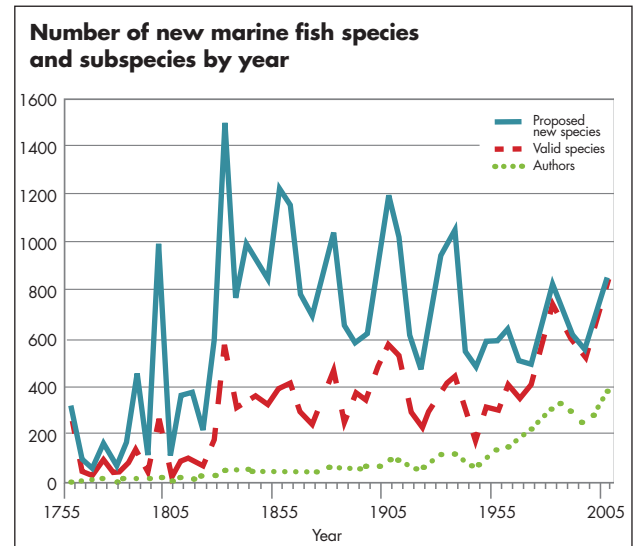 Number of new marine fish species
and subspecies by year
1600
1400
1200
1000
800
600
400
200
0
Proposed
new species
Valid species
Authors
1755 1805 1855 1905 1955 2005
Year